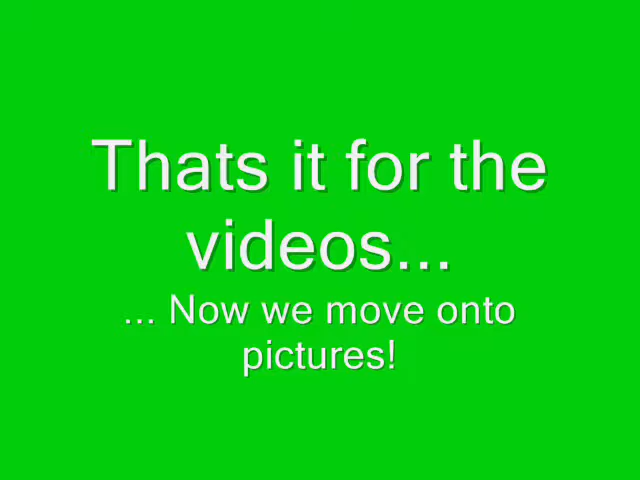 Thats it for the
videos...
... Now we move onto
pictures!